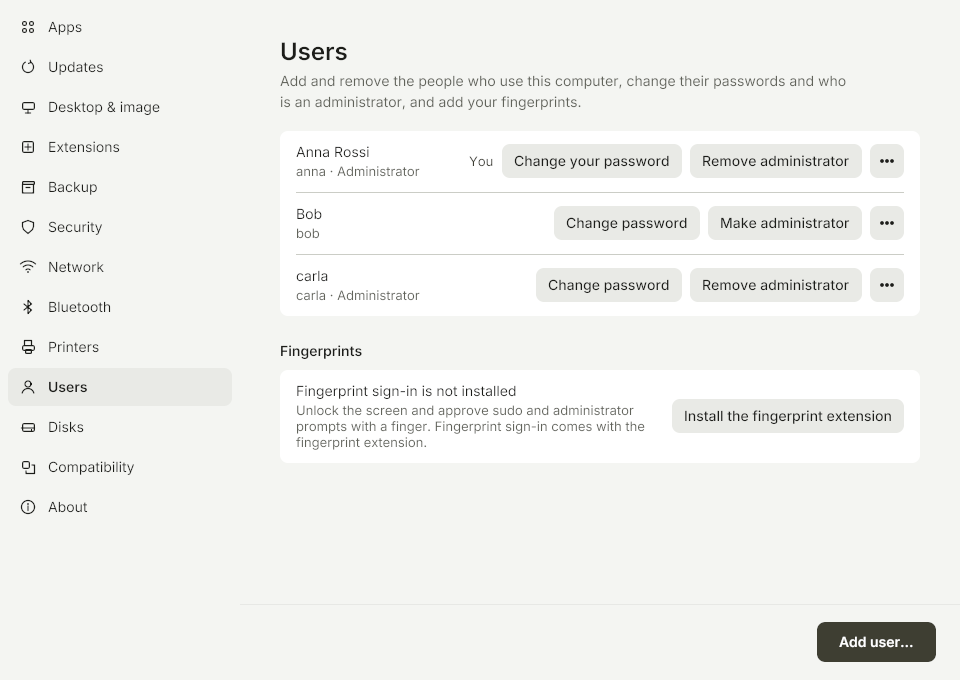 Apps
Updates
Desktop & image
Extensions
Backup
Security
Network
Bluetooth
Printers
Users
Disks
Compatibility
About
Users
Add and remove the people who use this computer, change their passwords and who
is an administrator, and add your fingerprints.
Anna Rossi
anna · Administrator
You
Change your password
Remove administrator
Bob
bob
Change password
Make administrator
carla
carla · Administrator
Change password
Remove administrator
Fingerprints
Fingerprint sign-in is not installed
Unlock the screen and approve sudo and administrator
prompts with a finger. Fingerprint sign-in comes with the
fingerprint extension.
Install the fingerprint extension
Add user...